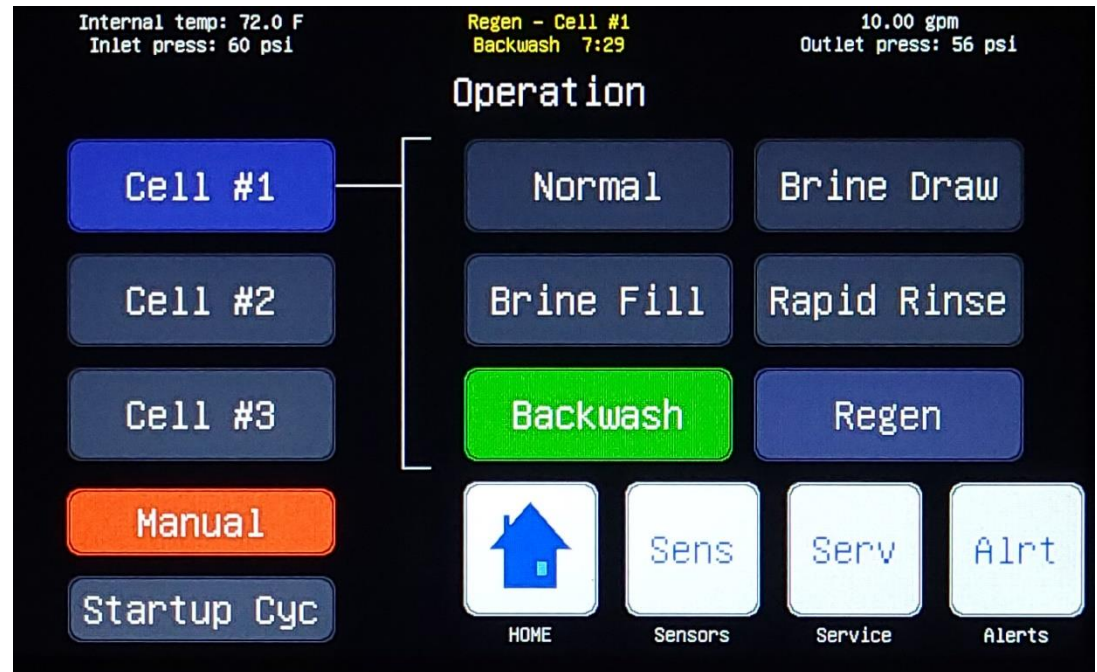 Internal temp: 72.0 F
Inlet press: 60 psi
Regen - Cell #1
Backwash 7:29
10.00 gpm
Outlet press: 56 psi
Operation
Cell #1
Normal
Brine Draw
Cell #2
Brine Fill
Rapid Rinse
Cell #3
Backwash
Regen
Manual
Startup Cyc
Sens
Serv
Alrt
HOME
Sensors
Service
Alerts